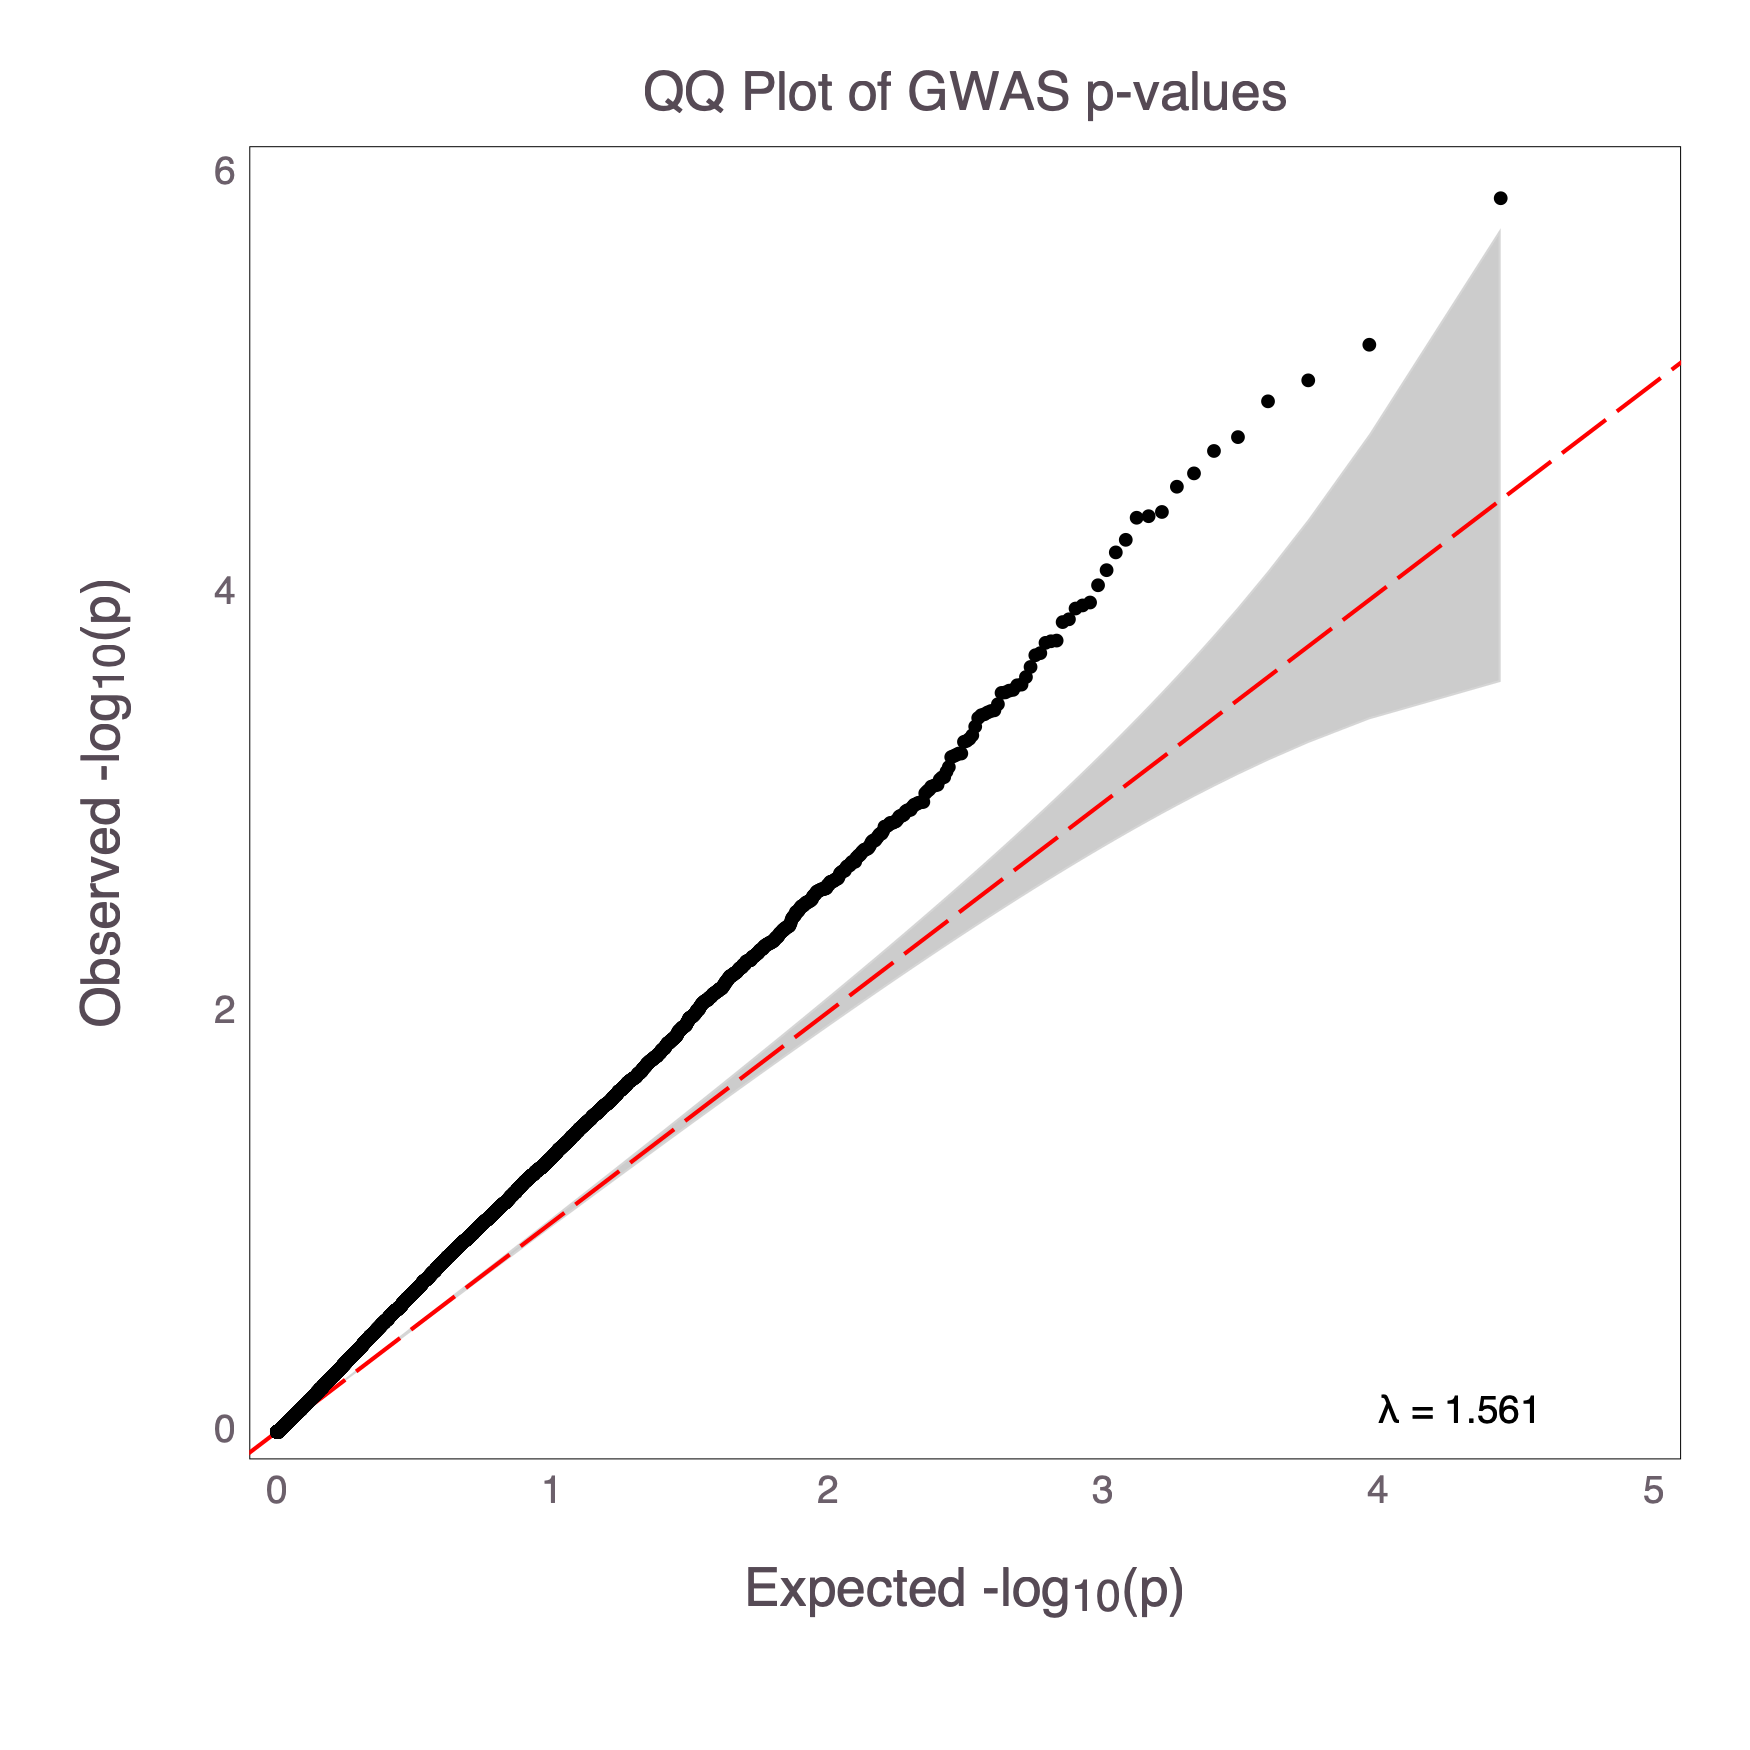 QQ Plot of GWAS p-values
6
4
2
0
Observed -log10(p)
λ = 1.561
0 1 2 3 4 5
Expected -log10(p)